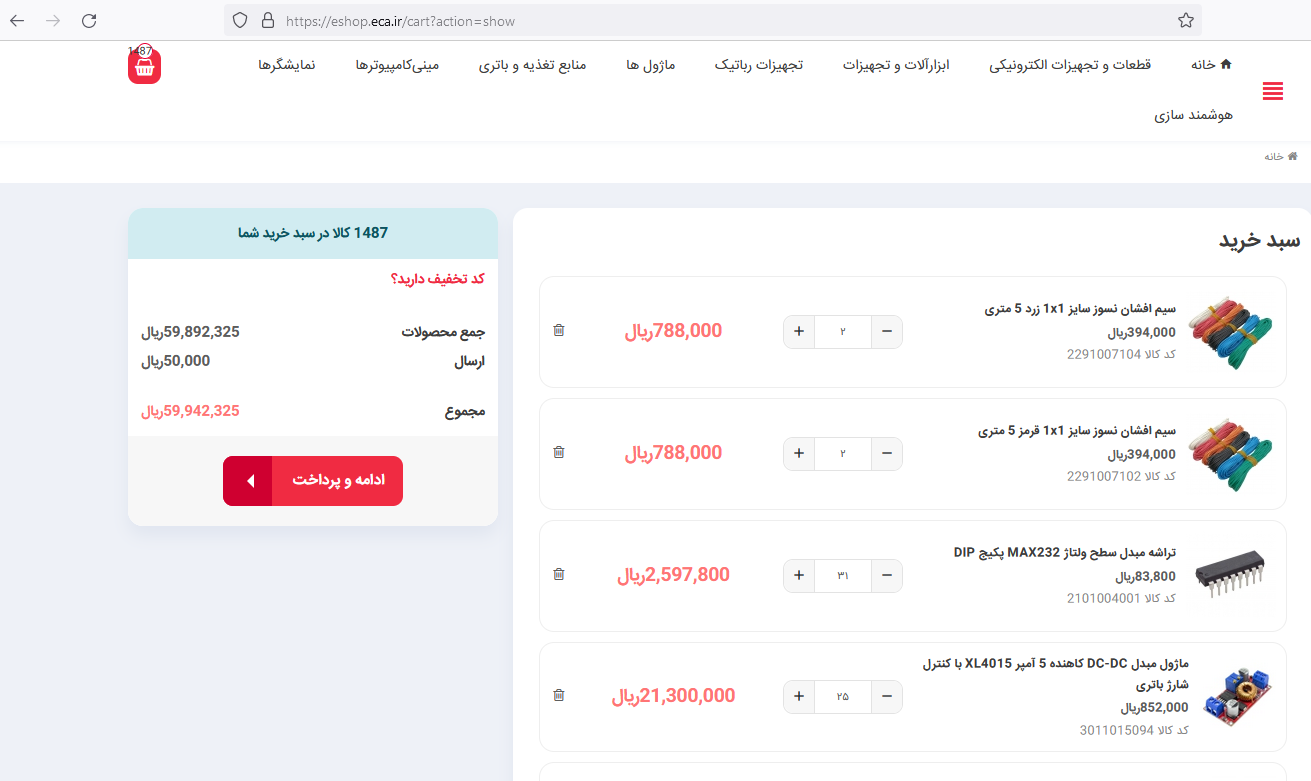 https://eshop.eca.ir/cart?action=show
1487
خانه
قطعات و تجهیزات الکترونیکی
ابزارآلات و تجهیزات
تجهیزات رباتیک
ماژول ها
منابع تغذیه و باتری
مینی‌کامپیوترها
نمایشگرها
هوشمند سازی
خانه
سبد خرید
سیم افشان نسوز سایز 1x1 زرد 5 متری
394,000ریال
کد کالا 2291007104
−
۲
+
788,000ریال
سیم افشان نسوز سایز 1x1 قرمز 5 متری
394,000ریال
کد کالا 2291007102
−
۲
+
788,000ریال
تراشه مبدل سطح ولتاژ MAX232 پکیج DIP
83,800ریال
کد کالا 2101004001
−
۳۱
+
2,597,800ریال
ماژول مبدل DC-DC کاهنده 5 آمپر XL4015 با کنترل
شارژ باتری
852,000ریال
کد کالا 3011015094
−
۲۵
+
21,300,000ریال
1487 کالا در سبد خرید شما
کد تخفیف دارید؟
جمع محصولات 59,892,325ریال
ارسال 50,000ریال
مجموع 59,942,325ریال
ادامه و پرداخت